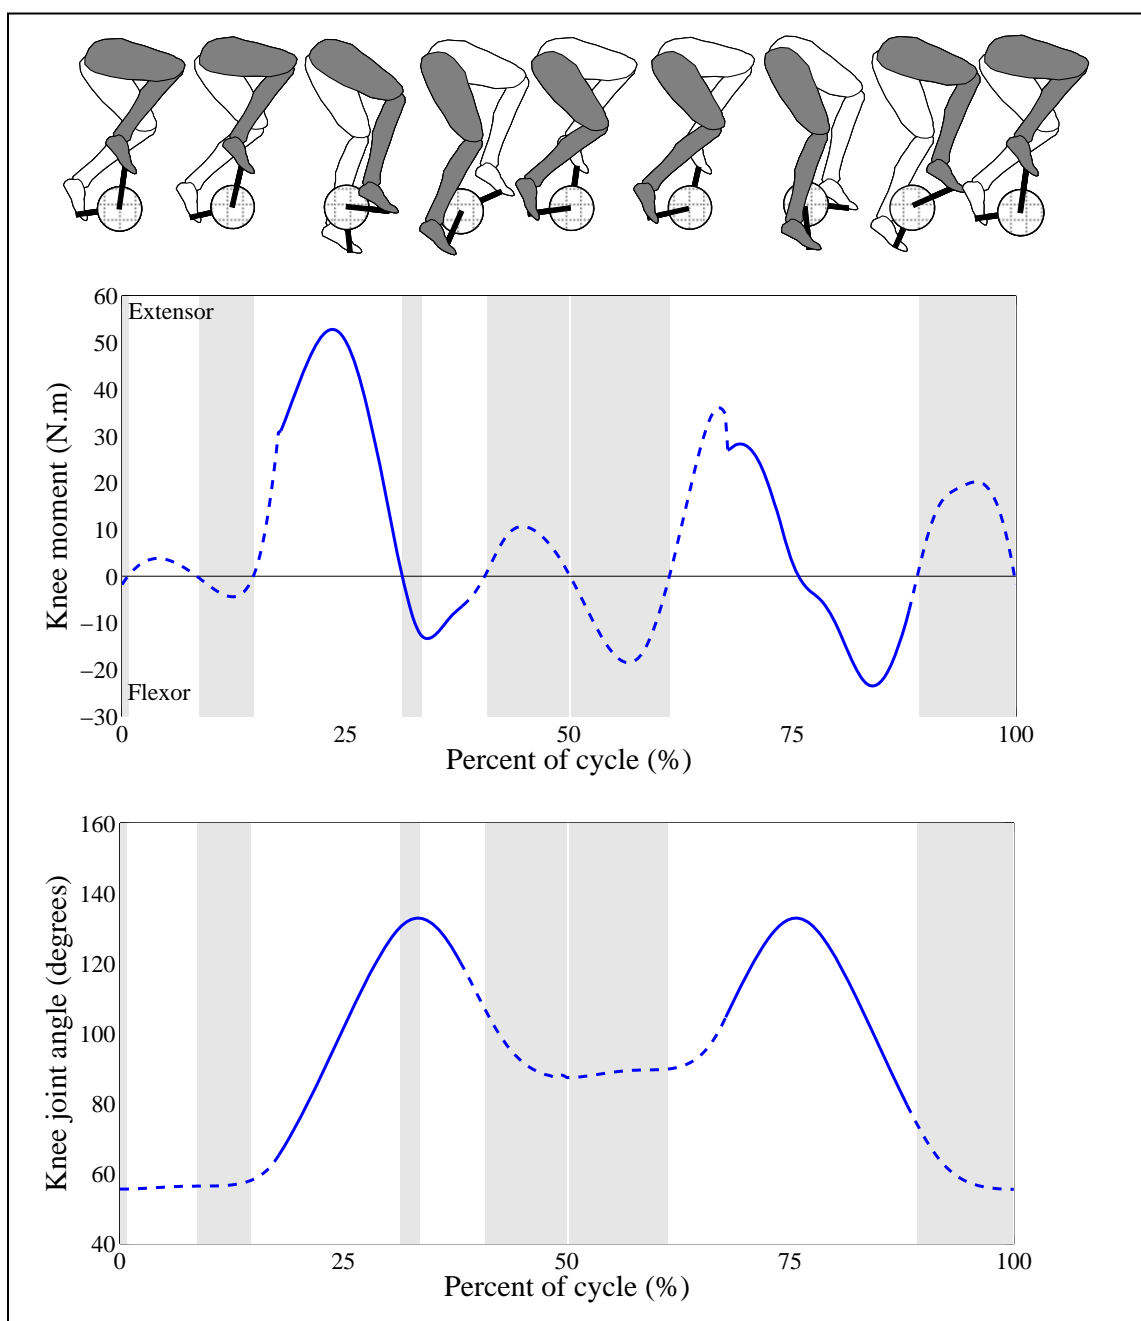 60
Extensor
50
40
30
20
10
0
–10
–20
Flexor
–30
Knee moment (N.m)
0 25 50 75 100
Percent of cycle (%)
160
140
120
100
80
60
40
Knee joint angle (degrees)
0 25 50 75 100
Percent of cycle (%)